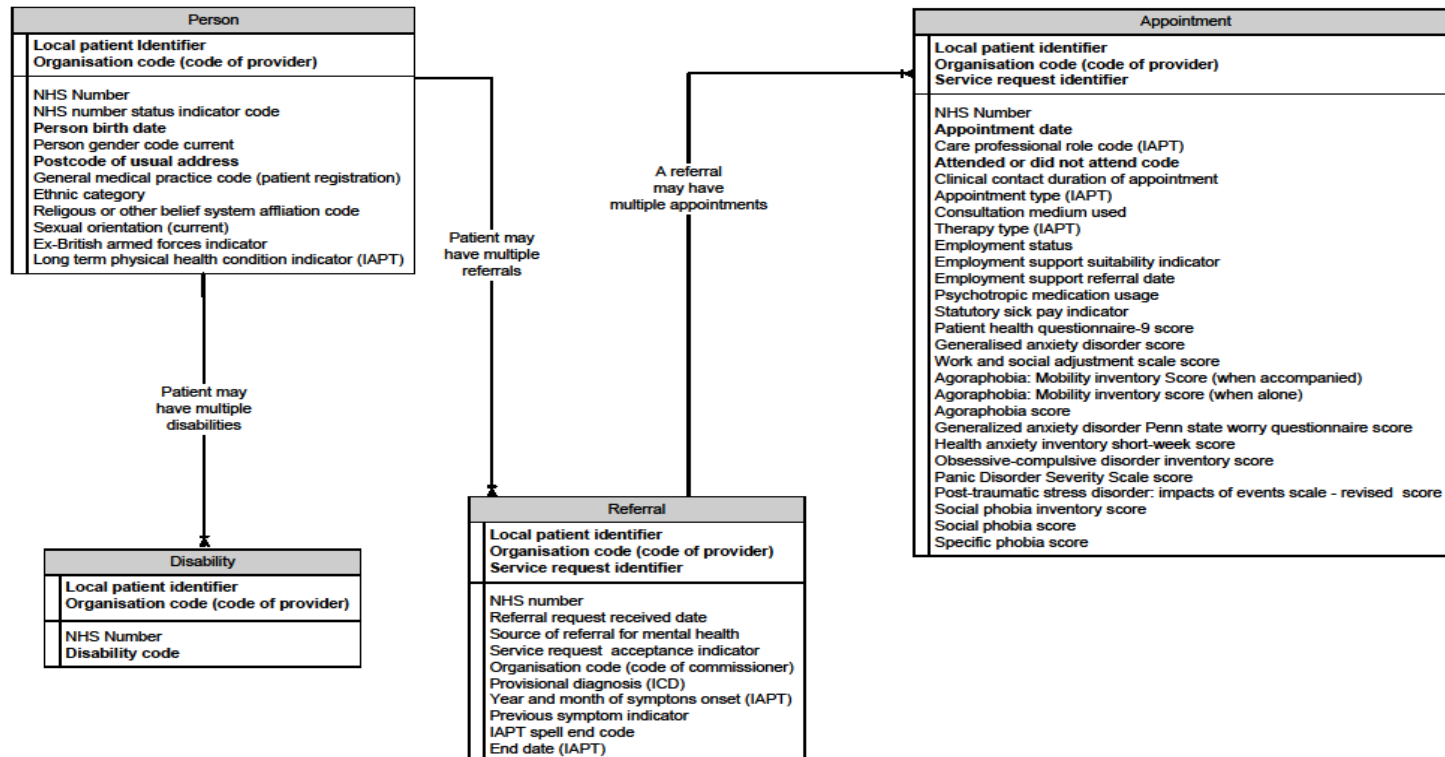 Person
Local patient Identifier
Organisation code (code of provider)
NHS Number
NHS number status indicator code
Person birth date
Person gender code current
Postcode of usual address
General medical practice code (patient registration)
Ethnic category
Religous or other belief system affliation code
Sexual orientation (current)
Ex-British armed forces indicator
Long term physical health condition indicator (IAPT)
Patient may
have multiple
disabilities
Disability
Local patient identifier
Organisation code (code of provider)
NHS Number
Disability code
Patient may
have multiple
referrals
Referral
Local patient identifier
Organisation code (code of provider)
Service request identifier
NHS number
Referral request received date
Source of referral for mental health
Service request acceptance indicator
Organisation code (code of commissioner)
Provisional diagnosis (ICD)
Year and month of symptons onset (IAPT)
Previous symptom indicator
IAPT spell end code
End date (IAPT)
A referral
may have
multiple appointments
Appointment
Local patient identifier
Organisation code (code of provider)
Service request identifier
NHS Number
Appointment date
Care professional role code (IAPT)
Attended or did not attend code
Clinical contact duration of appointment
Appointment type (IAPT)
Consultation medium used
Therapy type (IAPT)
Employment status
Employment support suitability indicator
Employment support referral date
Psychotropic medication usage
Statutory sick pay indicator
Patient health questionnaire-9 score
Generalised anxiety disorder score
Work and social adjustment scale score
Agoraphobia: Mobility inventory Score (when accompanied)
Agoraphobia: Mobility inventory score (when alone)
Agoraphobia score
Generalized anxiety disorder Penn state worry questionnaire score
Health anxiety inventory short-week score
Obsessive-compulsive disorder inventory score
Panic Disorder Severity Scale score
Post-traumatic stress disorder: impacts of events scale - revised score
Social phobia inventory score
Social phobia score
Specific phobia score